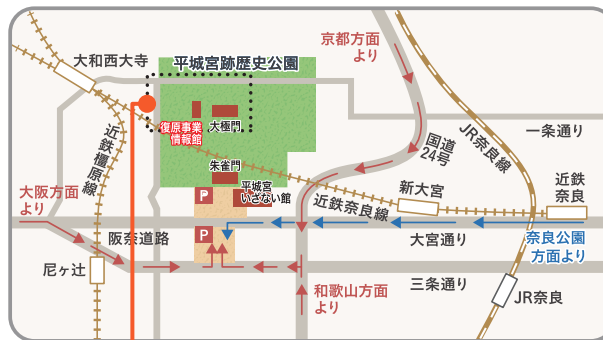 京都方面
より
大和西大寺
平城宮跡歴史公園
復原事業
情報館
大極門
一条通り
国道
24号
JR奈良線
近鉄橿原線
朱雀門
平城宮
いざない館
大阪方面
より
P
近鉄奈良線
新大宮
近鉄
奈良
P
阪奈道路
大宮通り
奈良公園
方面より
尼ヶ辻
和歌山方面
より
三条通り
JR奈良